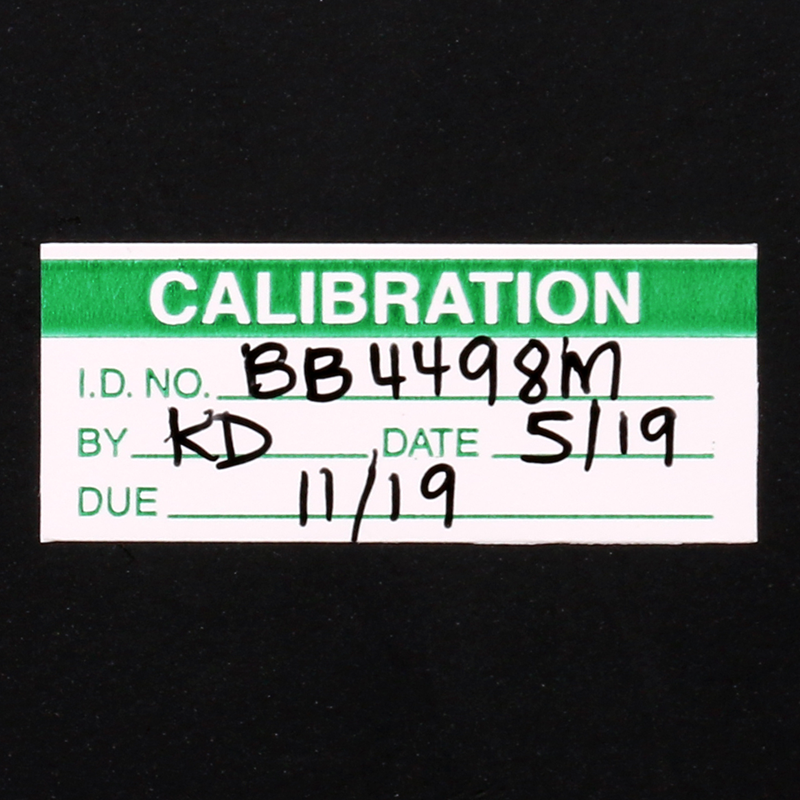 CALIBRATION
I.D. NO. BB4498M
BY KD DATE 5/19
DUE 11/19